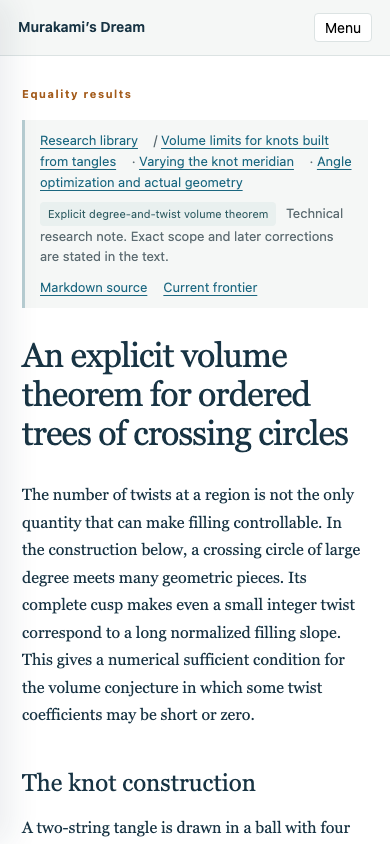 Murakami’s Dream
Menu
Equality results
Research library / Volume limits for knots built
from tangles · Varying the knot meridian · Angle
optimization and actual geometry
Explicit degree-and-twist volume theorem Technical
research note. Exact scope and later corrections
are stated in the text.
Markdown source Current frontier
An explicit volume
theorem for ordered
trees of crossing circles
The number of twists at a region is not the only
quantity that can make filling controllable. In
the construction below, a crossing circle of large
degree meets many geometric pieces. Its
complete cusp makes even a small integer twist
correspond to a long normalized filling slope.
This gives a numerical sufficient condition for
the volume conjecture in which some twist
coefficients may be short or zero.
The knot construction
A two-string tangle is drawn in a ball with four